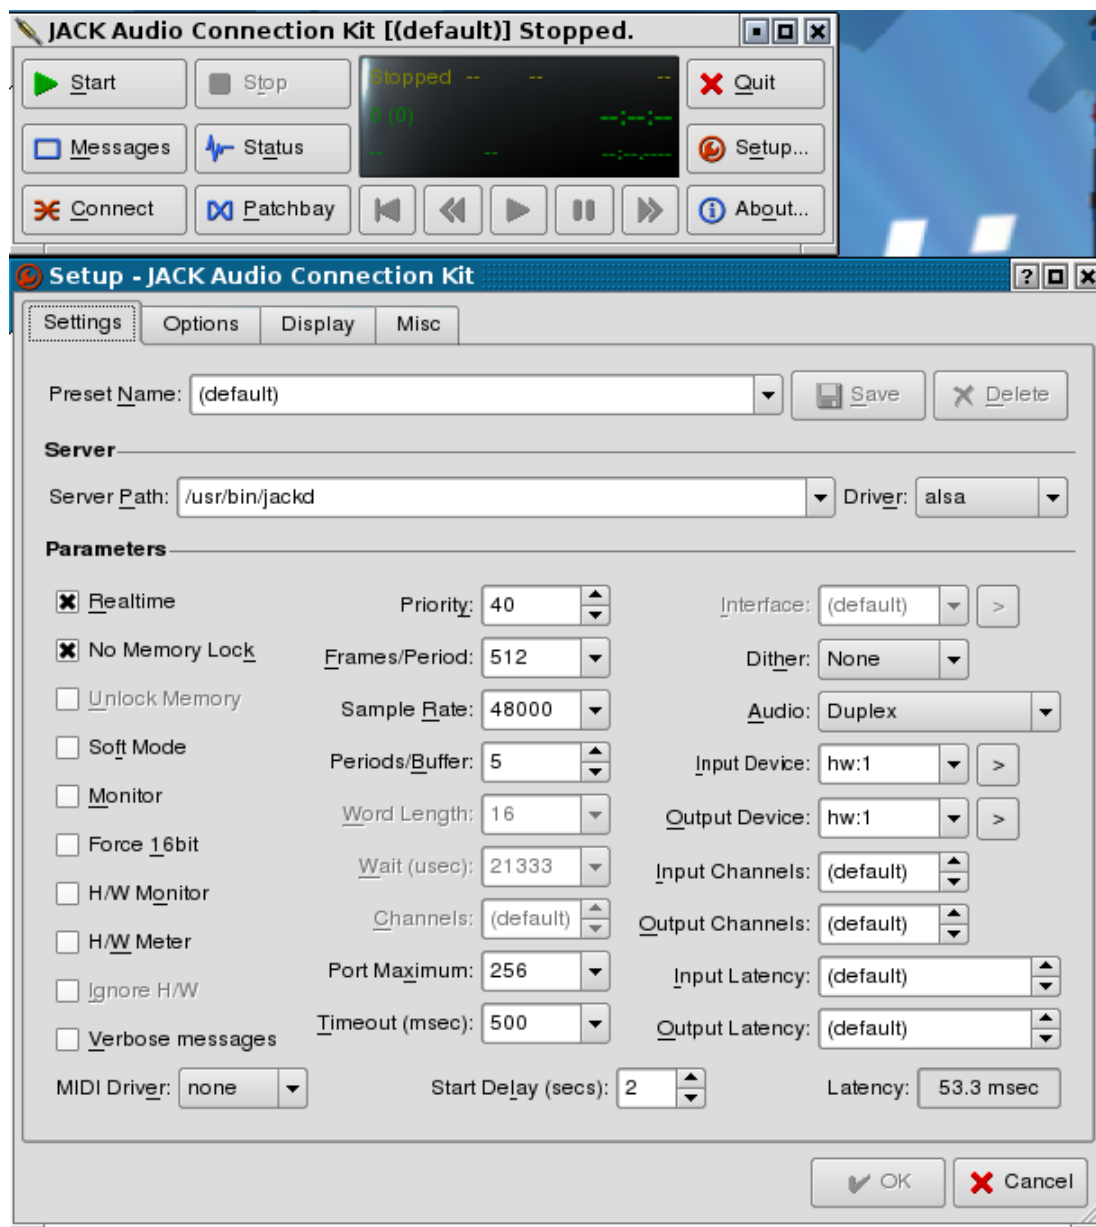 JACK Audio Connection Kit [(default)] Stopped.
Start Stop Stopped -- -- -- Quit
0 (0) --:--:--
Messages Status -- -- --:--.---- Setup...
Connect Patchbay About...
Setup - JACK Audio Connection Kit
Settings Options Display Misc
Preset Name: (default) Save Delete
Server
Server Path: /usr/bin/jackd Driver: alsa
Parameters
Realtime Priority: 40 Interface: (default) >
No Memory Lock Frames/Period: 512 Dither: None
Unlock Memory Sample Rate: 48000 Audio: Duplex
Soft Mode Periods/Buffer: 5 Input Device: hw:1 >
Monitor Word Length: 16 Output Device: hw:1 >
Force 16bit Wait (usec): 21333 Input Channels: (default)
H/W Monitor Channels: (default) Output Channels: (default)
H/W Meter Port Maximum: 256 Input Latency: (default)
Ignore H/W Timeout (msec): 500 Output Latency: (default)
Verbose messages
MIDI Driver: none Start Delay (secs): 2 Latency: 53.3 msec
OK Cancel